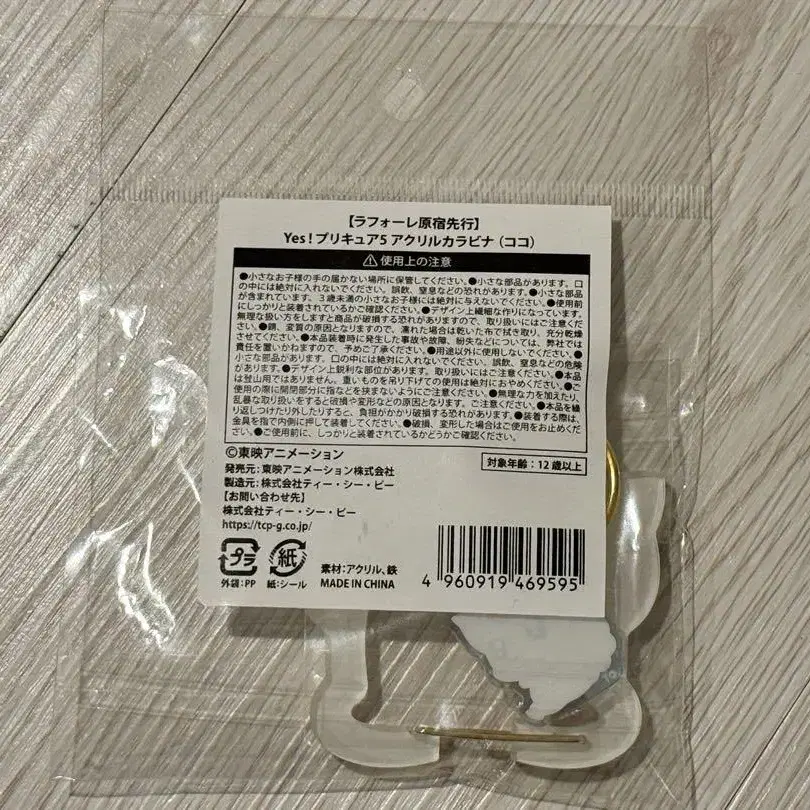 【ラフォーレ原宿先行】
Yes！プリキュア5 アクリルカラビナ（ココ）
⚠使用上の注意
●小さなお子様の手の届かない場所に保管してください。●小さな部品があります。口
の中には絶対に入れないでください。誤飲、窒息などの恐れがあります。●小さな部品
が含まれています。３歳未満の小さなお子様には絶対に与えないでください。●使用前
にしっかりと装着されているかご確認ください。●デザイン上繊細な作りになっています。
無理な扱い方をしますと商品が破損する恐れがありますので、取り扱いにはご注意くださ
い。●錆、変質の原因となりますので、濡れた場合は乾いた布で拭き取り、充分乾燥
させてください。●本品装着時に発生した事故や故障、紛失などについては、弊社では
責任を置いかねますので、予めご了承ください。●用途以外に使用しないでください。●
小さな部品があります。口の中には絶対に入れないでください。誤飲、窒息などの危険
があります。●デザイン上鋭利な部位があります。取り扱いにはご注意ください。●本品
は登山用ではありません。重いものを吊り下げての使用は絶対におやめください。●ご
使用の際に開閉部分に指などを挟まないようにご注意ください。●無理な力を加えたり、
乱暴な取り扱いをすると破損や変形などの原因となります。ご注意ください。●本品を繰
り返しつけたり外したりすると、負担がかかり破損する恐れがあります。●装着する際は、
金具を指で内側に押して装着してください。●破損、変形した場合はご使用をお止めくだ
さい。●ご使用前に、しっかりと装着されているかどうかご確認ください。
©東映アニメーション
発売元：東映アニメーション株式会社
製造元：株式会社ティー・シー・ピー
【お問い合わせ先】
株式会社ティー・シー・ピー
https://tcp-g.co.jp/
対象年齢：12歳以上
プラ
紙
外袋：PP
紙：シール
素材：アクリル、鉄
MADE IN CHINA
4 960919 469595